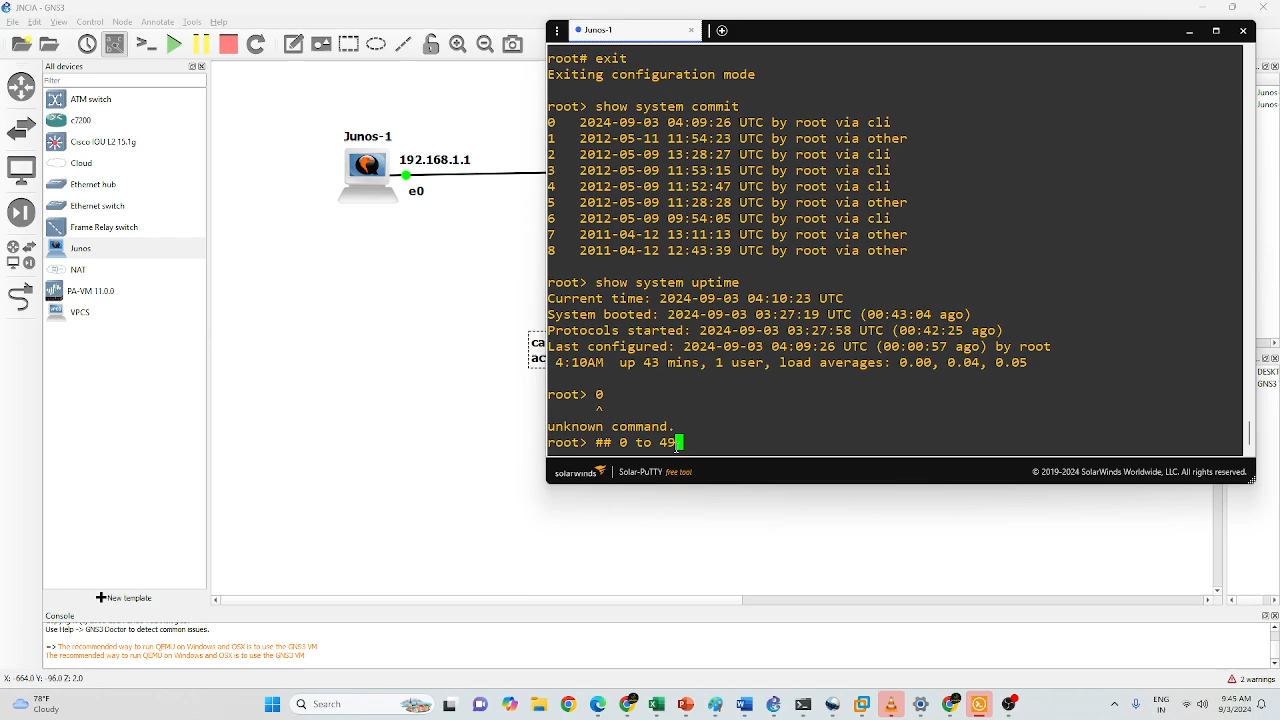 JNCIA - GNS3
File Edit View Control Node Annotate Tools Help
All devices
Filter
ATM switch
c7200
Cisco IOU L2 15.1g
Cloud
Ethernet hub
Ethernet switch
Frame Relay switch
Junos
NAT
PA-VM 11.0.0
VPCS
New template
Junos-1
192.168.1.1
e0
ca
ac
Junos-1
root# exit
Exiting configuration mode
root> show system commit
0   2024-09-03 04:09:26 UTC by root via cli
1   2012-05-11 11:54:23 UTC by root via other
2   2012-05-09 13:28:27 UTC by root via cli
3   2012-05-09 11:53:15 UTC by root via cli
4   2012-05-09 11:52:47 UTC by root via cli
5   2012-05-09 11:28:28 UTC by root via other
6   2012-05-09 09:54:05 UTC by root via cli
7   2011-04-12 13:11:13 UTC by root via other
8   2011-04-12 12:43:39 UTC by root via other
root> show system uptime
Current time: 2024-09-03 04:10:23 UTC
System booted: 2024-09-03 03:27:19 UTC (00:43:04 ago)
Protocols started: 2024-09-03 03:27:58 UTC (00:42:25 ago)
Last configured: 2024-09-03 04:09:26 UTC (00:00:57 ago) by root
4:10AM  up 43 mins, 1 user, load averages: 0.00, 0.04, 0.05
root> 0
^
unknown command.
root> ## 0 to 49
solarwinds Solar-PuTTY free tool
© 2019-2024 SolarWinds Worldwide, LLC. All rights reserved.
Junos
Junos
DESKT
GNS3
Console
Use Help -> GNS3 Doctor to detect common issues.
=> The recommended way to run QEMU on Windows and OSX is to use the GNS3 VM
The recommended way to run QEMU on Windows and OSX is to use the GNS3 VM
X: -664.0 Y: -96.0 Z: 2.0
2 warnings
78°F
Cloudy
Search
ENG
IN
9:45 AM
9/3/2024